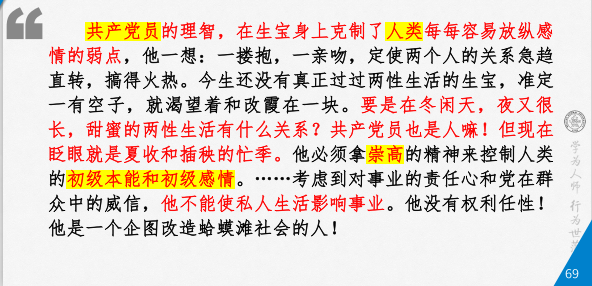 共产党员的理智，在生宝身上克制了人类每每容易放纵感
情的弱点，他一想：一搂抱，一亲吻，定使两个人的关系急趋
直转，搞得火热。今生还没有真正过过两性生活的生宝，准定
一有空子，就渴望着和改霞在一块。要是在冬闲天，夜又很
长，甜蜜的两性生活有什么关系？共产党员也是人嘛！但现在
眨眼就是夏收和插秧的忙季。他必须拿崇高的精神来控制人类
的初级本能和初级感情。……考虑到对事业的责任心和党在群
众中的威信，他不能使私人生活影响事业。他没有权利任性！
他是一个企图改造蛤蟆滩社会的人！
学为人师 行为世
69